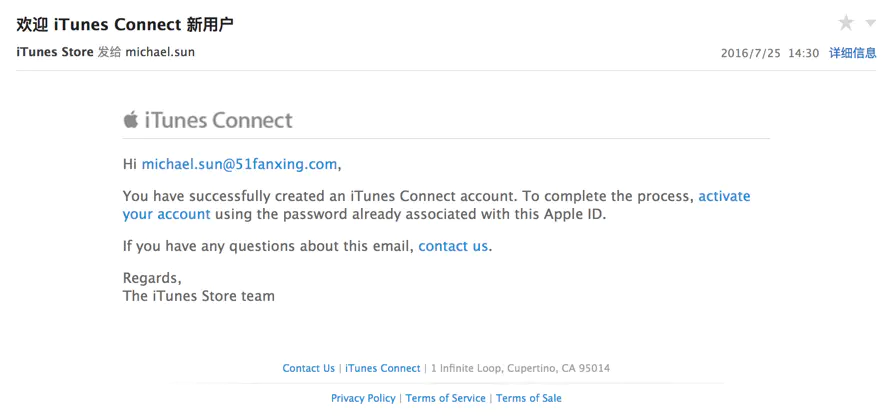 欢迎 iTunes Connect 新用户
iTunes Store 发给 michael.sun
2016/7/25 14:30 详细信息
iTunes Connect
Hi michael.sun@51fanxing.com,
You have successfully created an iTunes Connect account. To complete the process, activate
your account using the password already associated with this Apple ID.
If you have any questions about this email, contact us.
Regards,
The iTunes Store team
Contact Us | iTunes Connect | 1 Infinite Loop, Cupertino, CA 95014
Privacy Policy | Terms of Service | Terms of Sale